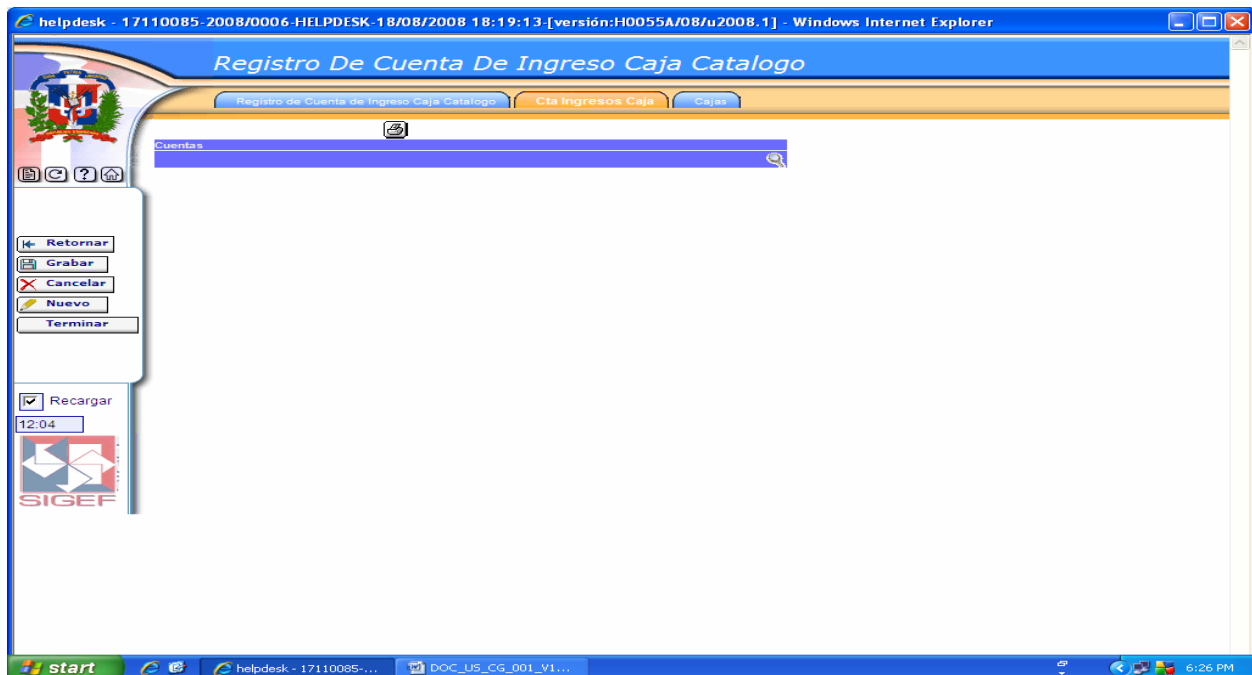 helpdesk - 17110085-2008/0006-HELPDESK-18/08/2008 18:19:13-[versión:H0055A/08/u2008.1] - Windows Internet Explorer
Registro De Cuenta De Ingreso Caja Catalogo
Registro de Cuenta de Ingreso Caja Catalogo Cta Ingresos Caja Cajas
Cuentas
Retornar
Grabar
Cancelar
Nuevo
Terminar
Recargar
12:04
SIGEF
start helpdesk - 17110085-... DOC_US_CG_001_V1... 6:26 PM